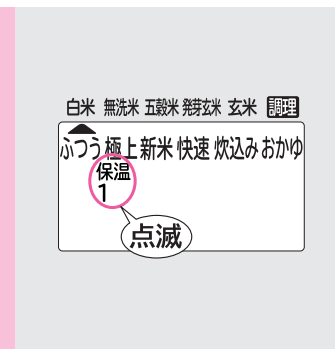 白米 無洗米 五穀米 発芽玄米 玄米 調理
ふつう 極上 新米 快速 炊込み おかゆ
保温
1
点滅